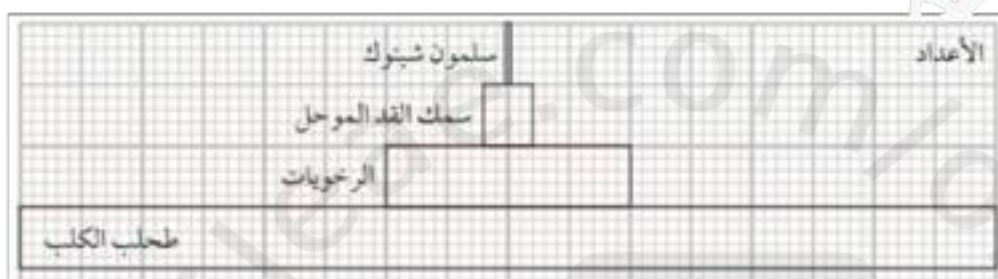 الأعداد
سلمون شينوك
سمك القد الموحل
الرخويات
طحلب الكلب